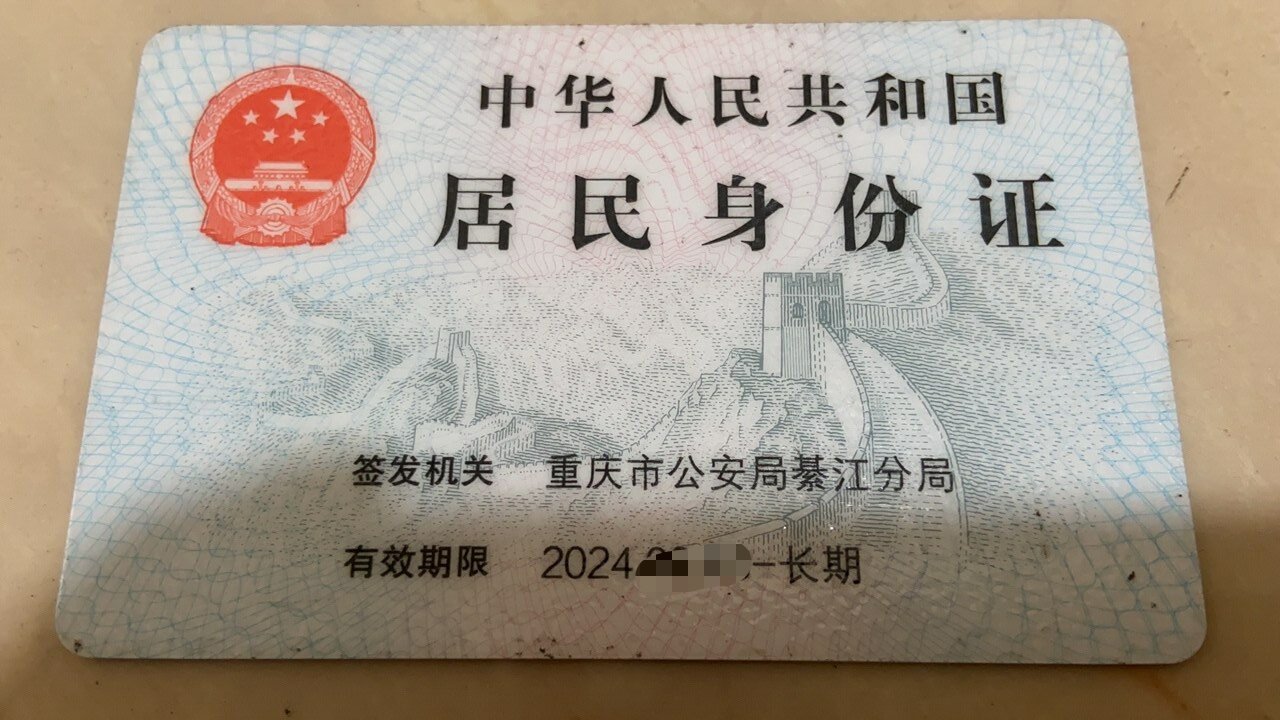 中华人民共和国
居民身份证
签发机关 重庆市公安局綦江分局
有效期限 2024 -长期